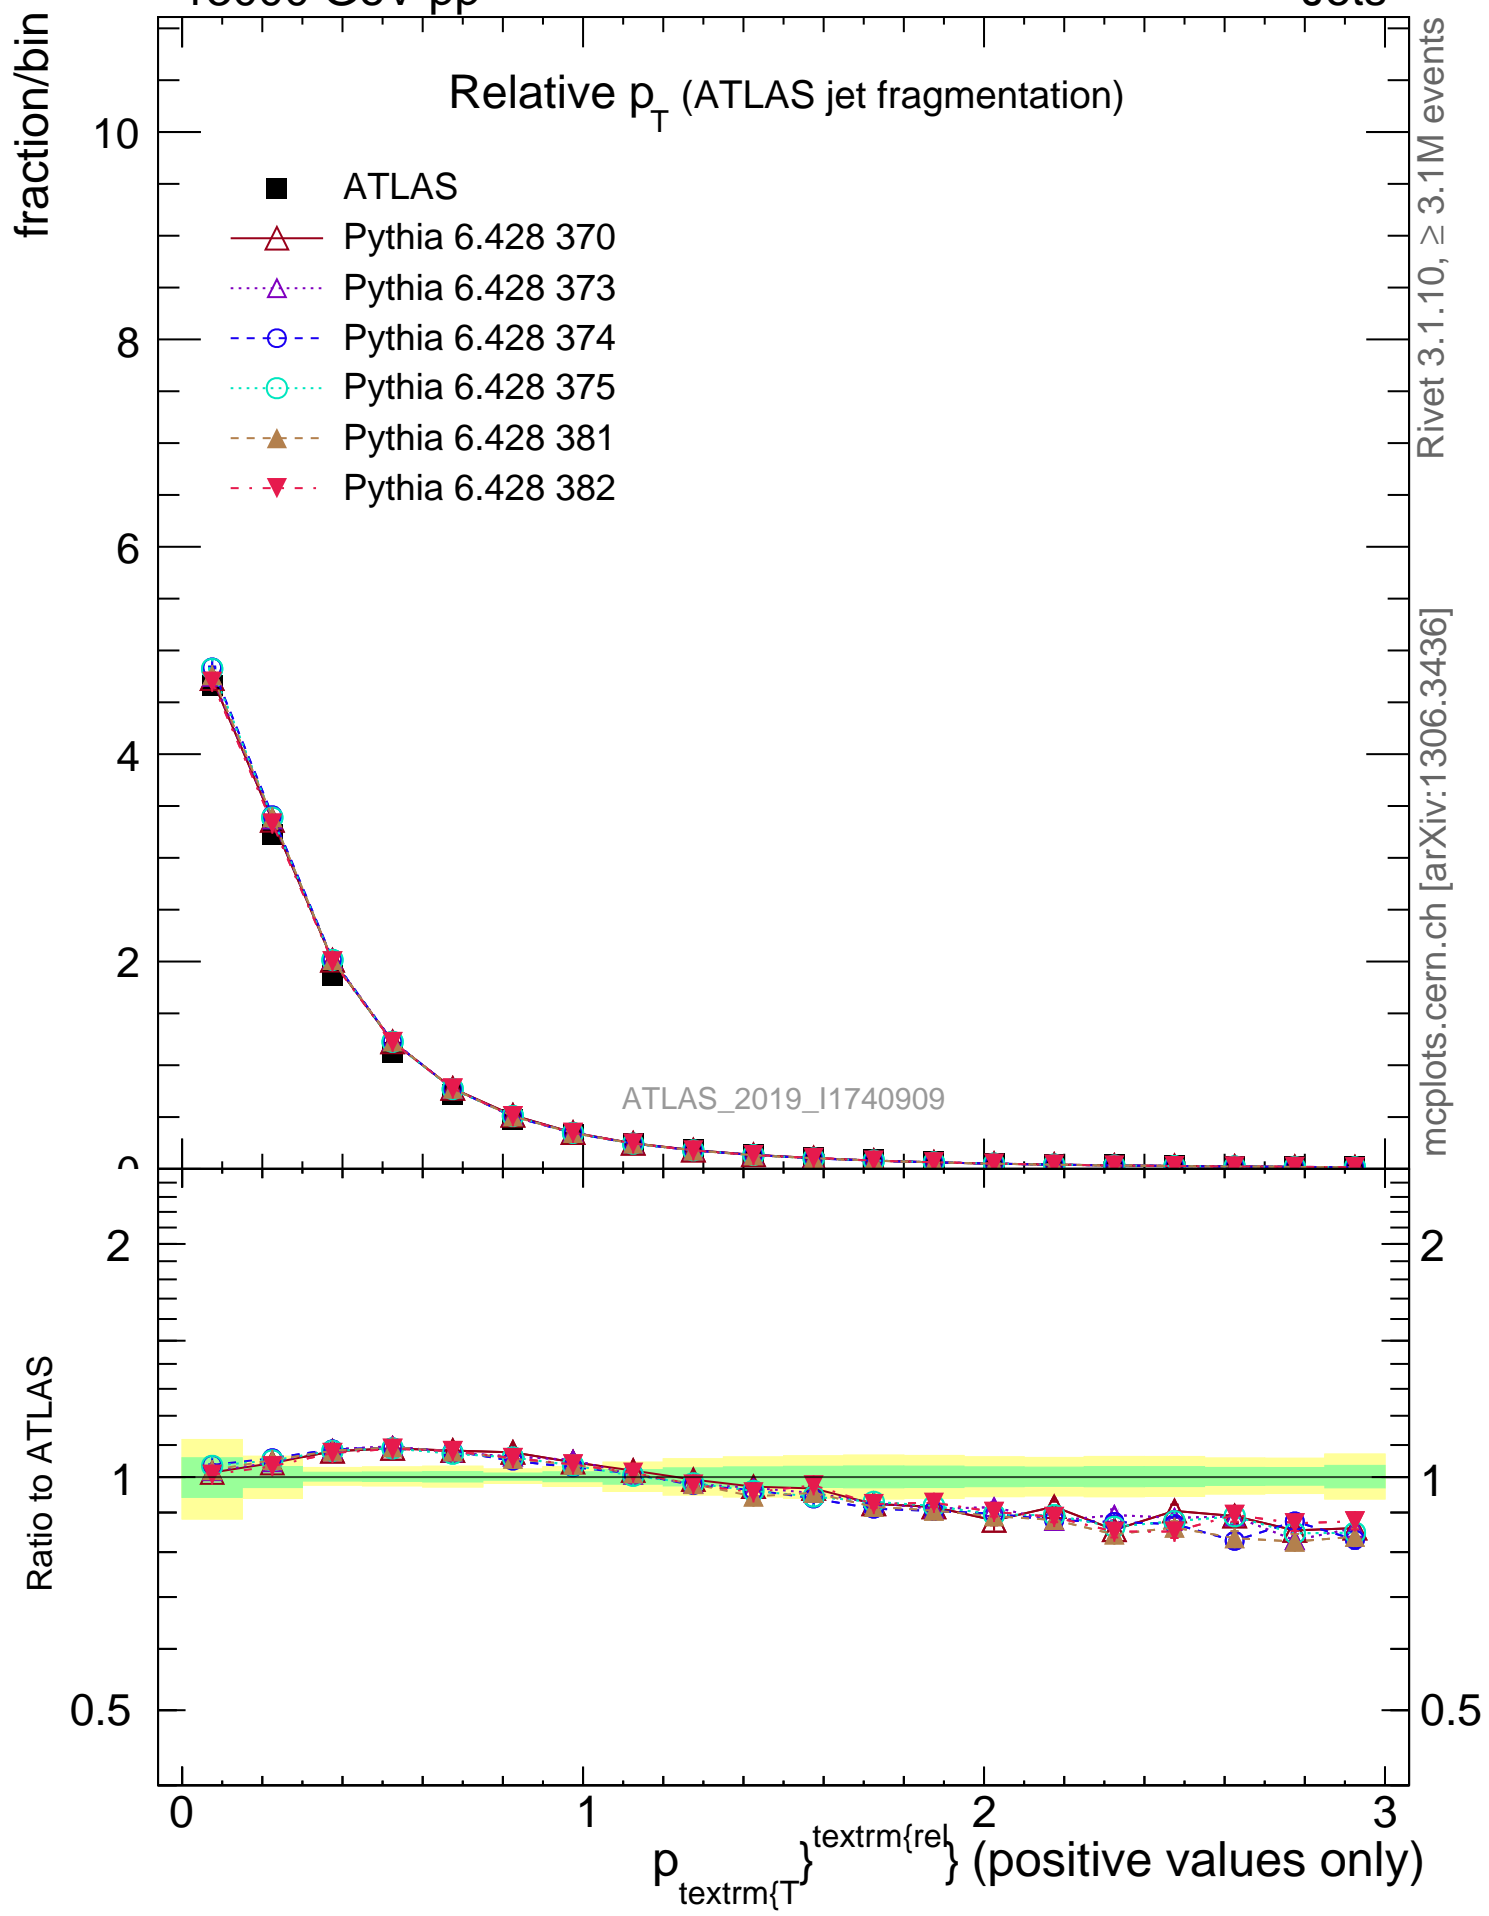 fraction/bin
Relative pT (ATLAS jet fragmentation)
10
8
6
4
2
ATLAS
Pythia 6.428 370
Pythia 6.428 373
Pythia 6.428 374
Pythia 6.428 375
Pythia 6.428 381
Pythia 6.428 382
ATLAS_2019_I1740909
Rivet 3.1.10, ≥ 3.1M events
mcplots.cern.ch [arXiv:1306.3436]
Ratio to ATLAS
2
1
0.5
2
1
0.5
0
1
2
3
ptextrm{T}textrm{rel} (positive values only)